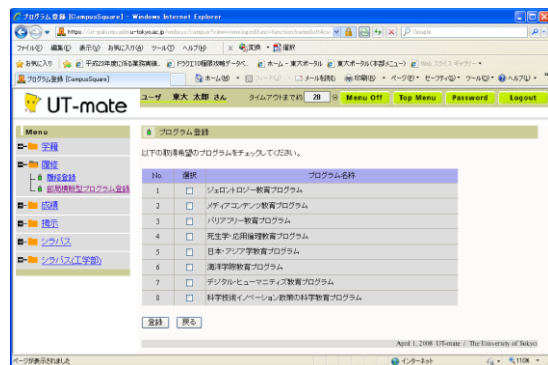 プログラム登録 [CampusSquare] - Windows Internet Explorer
ファイル(F) 編集(E) 表示(V) お気に入り(A) ツール(T) ヘルプ(H)
プログラム登録 [CampusSquare]
UT-mate
ユーザ 東大 太郎 さん タイムアウトまで約 28 分 Menu Off Top Menu Password Logout
Menu
学籍
履修
履修登録
部局横断型プログラム登録
成績
掲示
シラバス
シラバス(工学部)
プログラム登録
以下の取得希望のプログラムをチェックしてください。
No. 選択 プログラム名称
1 ジェロントロジー教育プログラム
2 メディアコンテンツ教育プログラム
3 バリアフリー教育プログラム
4 死生学・応用倫理教育プログラム
5 日本・アジア学教育プログラム
6 海洋学際教育プログラム
7 デジタル・ヒューマニティーズ教育プログラム
8 科学技術イノベーション政策の科学教育プログラム
登録 戻る
April 1, 2008 UT-mate / The University of Tokyo
ページが表示されました インターネット 110%